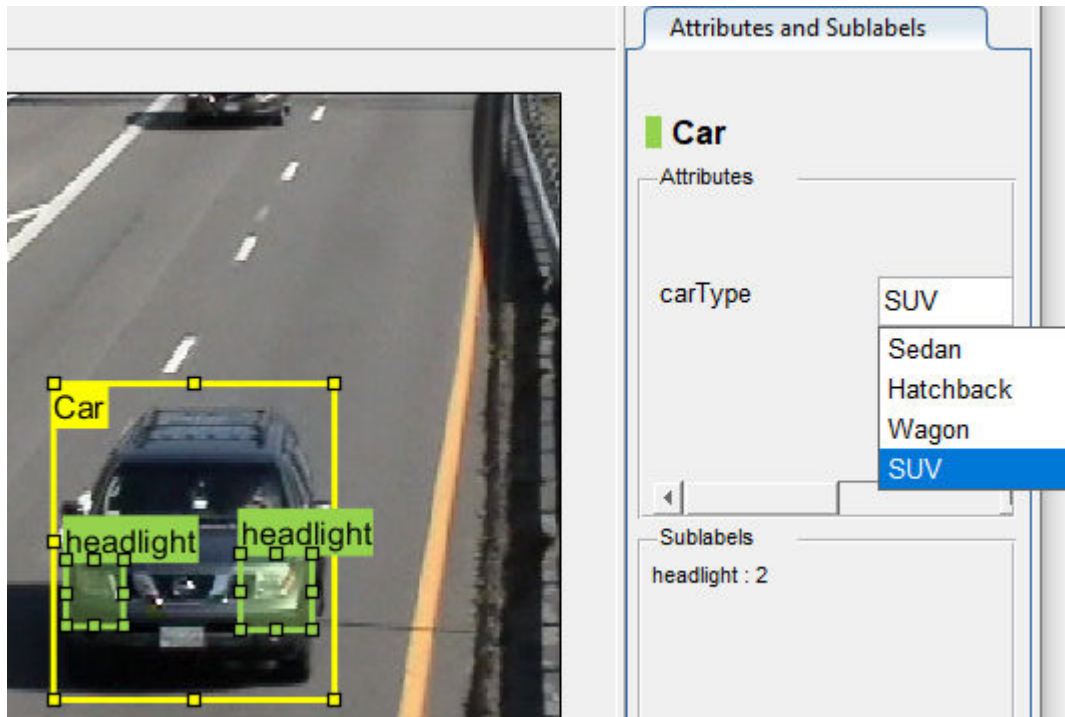 Attributes and Sublabels
Car
Attributes
carType
SUV
Sedan
Hatchback
Wagon
SUV
Sublabels
headlight : 2
Car
headlight
headlight